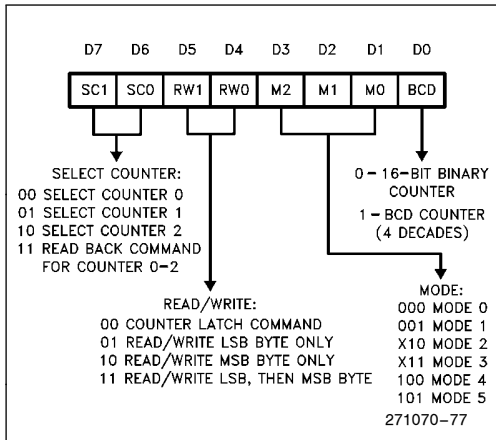 D7 D6 D5 D4 D3 D2 D1 D0
SC1 SC0 RW1 RW0 M2 M1 M0 BCD
SELECT COUNTER:
00 SELECT COUNTER 0
01 SELECT COUNTER 1
10 SELECT COUNTER 2
11 READ BACK COMMAND
FOR COUNTER 0-2
0-16-BIT BINARY
COUNTER
1-BCD COUNTER
(4 DECADES)
READ/WRITE:
00 COUNTER LATCH COMMAND
01 READ/WRITE LSB BYTE ONLY
10 READ/WRITE MSB BYTE ONLY
11 READ/WRITE LSB, THEN MSB BYTE
MODE:
000 MODE 0
001 MODE 1
X10 MODE 2
X11 MODE 3
100 MODE 4
101 MODE 5
271070-77